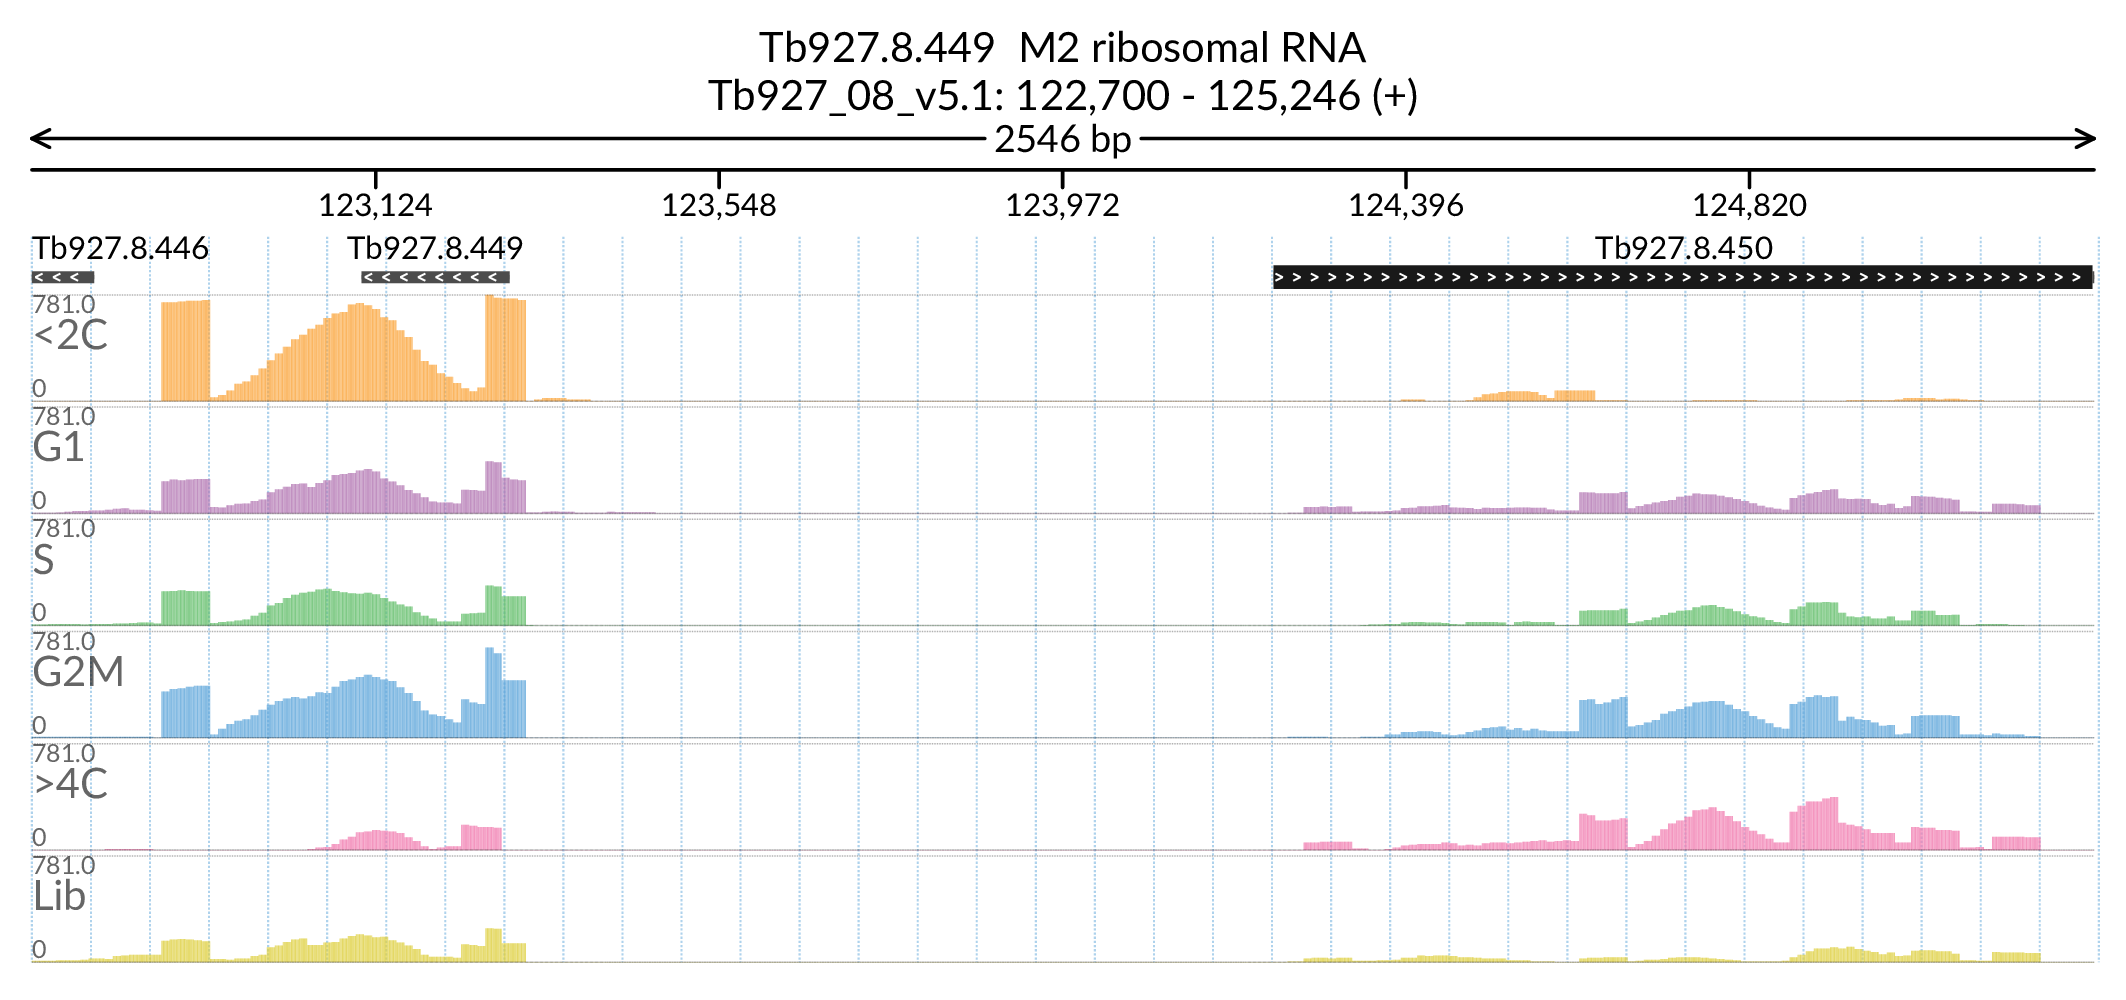 Tb927.8.449  M2 ribosomal RNA
Tb927_08_v5.1: 122,700 - 125,246 (+)
2546 bp
123,124 123,548 123,972 124,396 124,820
Tb927.8.446 Tb927.8.449 Tb927.8.450
781.0
<2C
0
781.0
G1
0
781.0
S
0
781.0
G2M
0
781.0
>4C
0
781.0
Lib
0